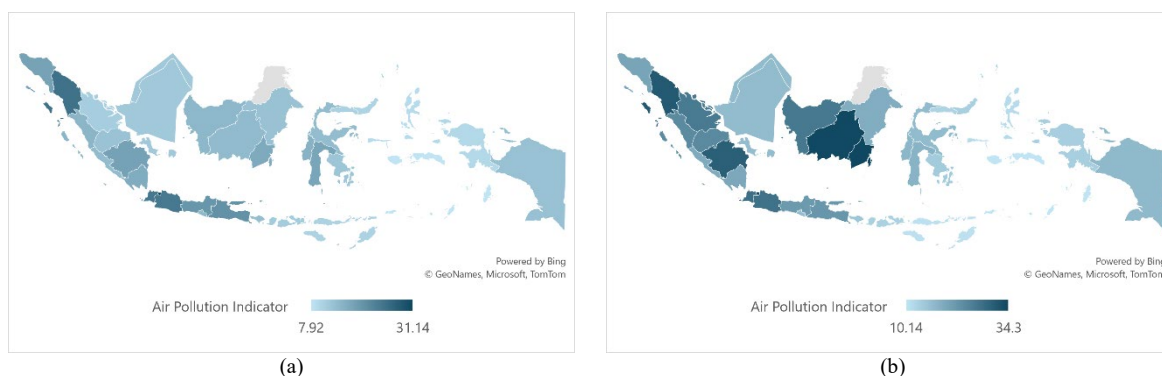 Powered by Bing
© GeoNames, Microsoft, TomTom
Air Pollution Indicator
7.92 31.14
(a)
Powered by Bing
© GeoNames, Microsoft, TomTom
Air Pollution Indicator
10.14 34.3
(b)